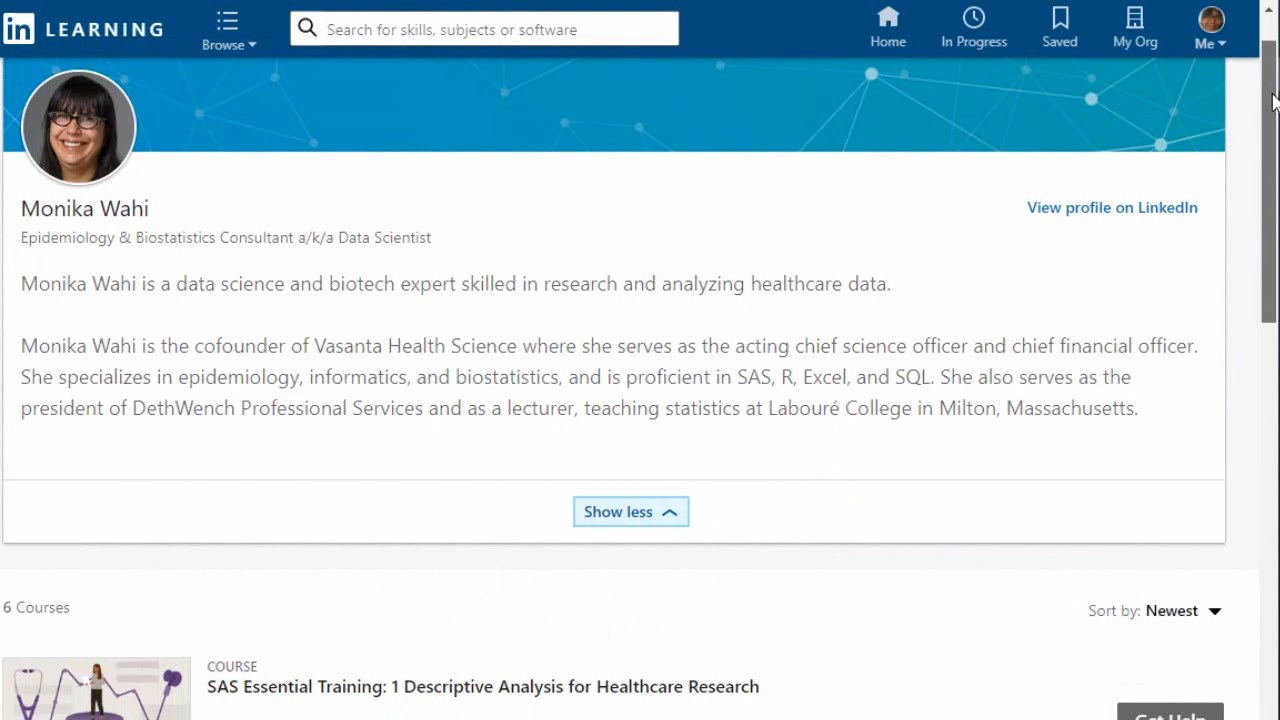 in LEARNING
Browse
Search for skills, subjects or software
Home
In Progress
Saved
My Org
Me
Monika Wahi
View profile on LinkedIn
Epidemiology & Biostatistics Consultant a/k/a Data Scientist
Monika Wahi is a data science and biotech expert skilled in research and analyzing healthcare data.
Monika Wahi is the cofounder of Vasanta Health Science where she serves as the acting chief science officer and chief financial officer.
She specializes in epidemiology, informatics, and biostatistics, and is proficient in SAS, R, Excel, and SQL. She also serves as the
president of DethWench Professional Services and as a lecturer, teaching statistics at Labouré College in Milton, Massachusetts.
Show less
6 Courses
Sort by: Newest
COURSE
SAS Essential Training: 1 Descriptive Analysis for Healthcare Research
Get Help